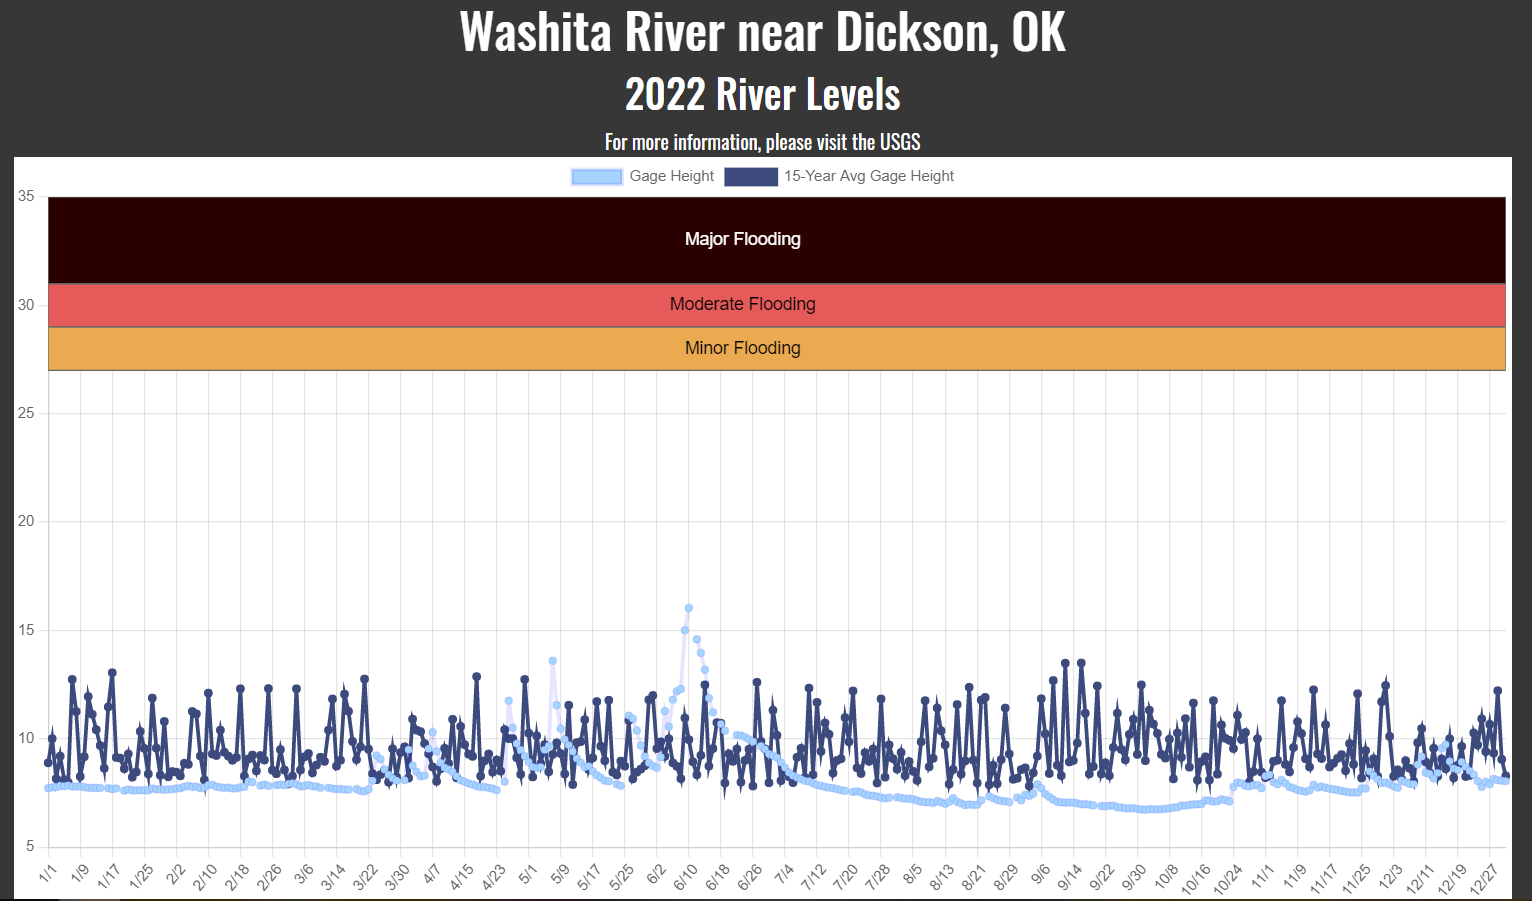 Washita River near Dickson, OK
2022 River Levels
For more information, please visit the USGS
Gage Height 15-Year Avg Gage Height
35
Major Flooding
30
Moderate Flooding
Minor Flooding
25
20
15
10
5
1/1 1/9 1/17 1/25 2/2 2/10 2/18 2/26 3/6 3/14 3/22 3/30 4/7 4/15 4/23 5/1 5/9 5/17 5/25 6/2 6/10 6/18 6/26 7/4 7/12 7/20 7/28 8/5 8/13 8/21 8/29 9/6 9/14 9/22 9/30 10/8 10/16 10/24 11/1 11/9 11/17 11/25 12/3 12/11 12/19 12/27